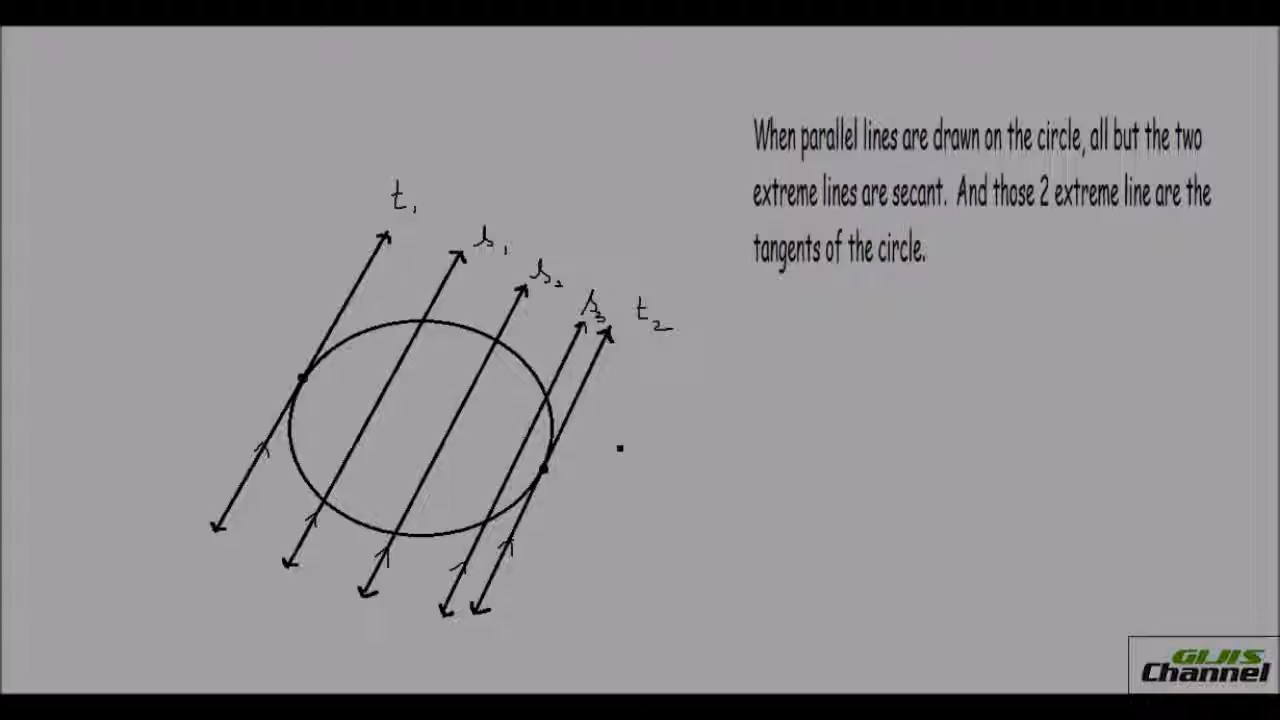 When parallel lines are drawn on the circle, all but the two
extreme lines are secant. And those 2 extreme line are the
tangents of the circle.
t₁
s₁
s₂
s₃
t₂
GIJIS
Channel